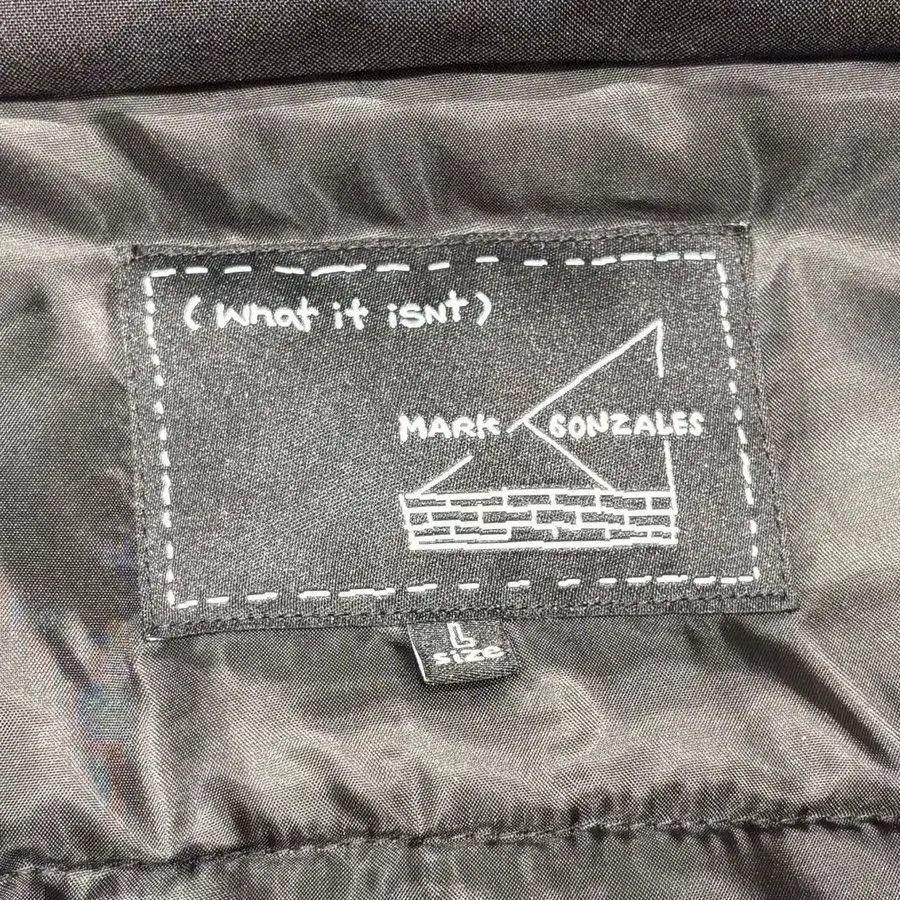 (What it isNt)
MARK GONZALES
L
size